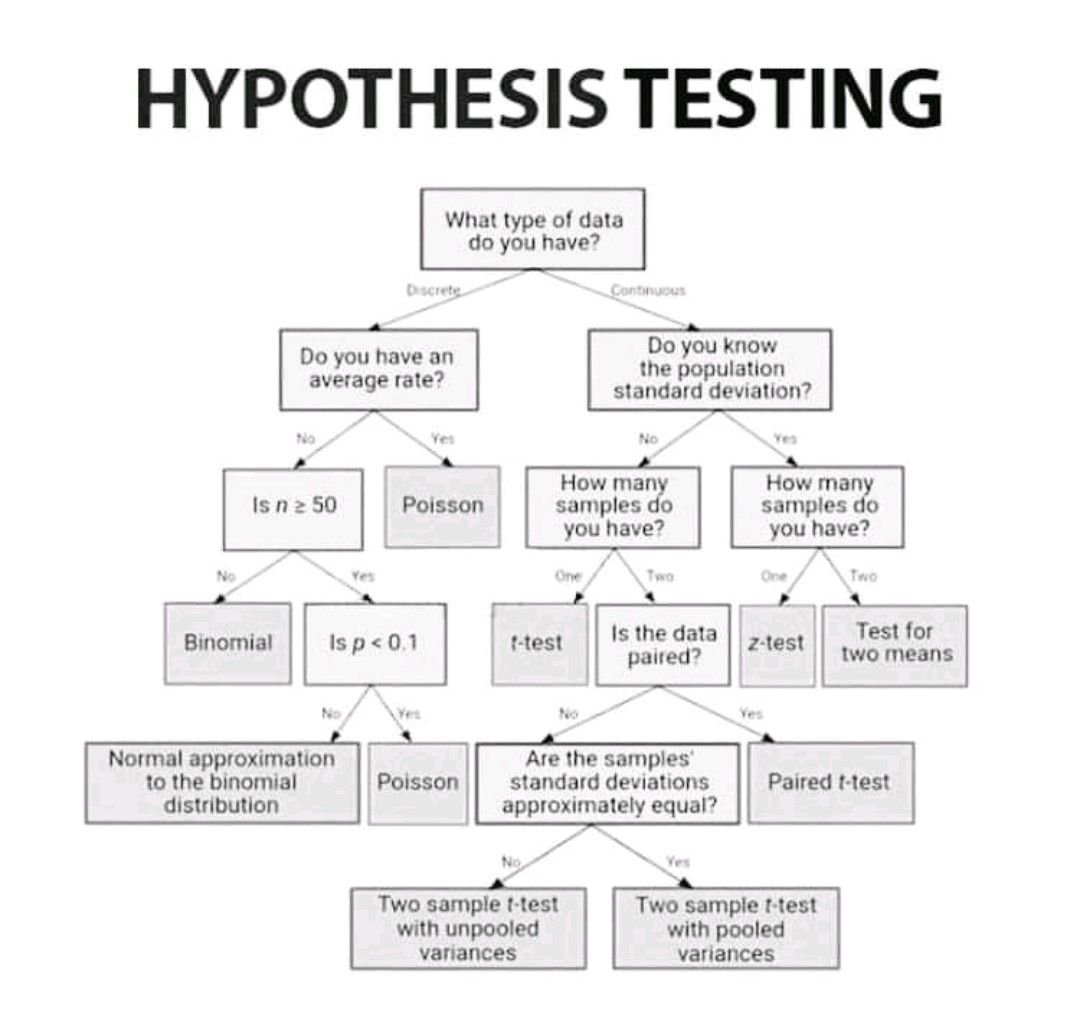 HYPOTHESIS TESTING
What type of data
do you have?
Discrete
Continuous
Do you have an
average rate?
Do you know
the population
standard deviation?
No
Yes
No
Yes
Is n ≥ 50
Poisson
How many
samples do
you have?
How many
samples do
you have?
No
Yes
One
Two
One
Two
Binomial
Is p < 0.1
t-test
Is the data
paired?
z-test
Test for
two means
No
Yes
No
Yes
Normal approximation
to the binomial
distribution
Poisson
Are the samples'
standard deviations
approximately equal?
Paired t-test
No
Yes
Two sample t-test
with unpooled
variances
Two sample t-test
with pooled
variances